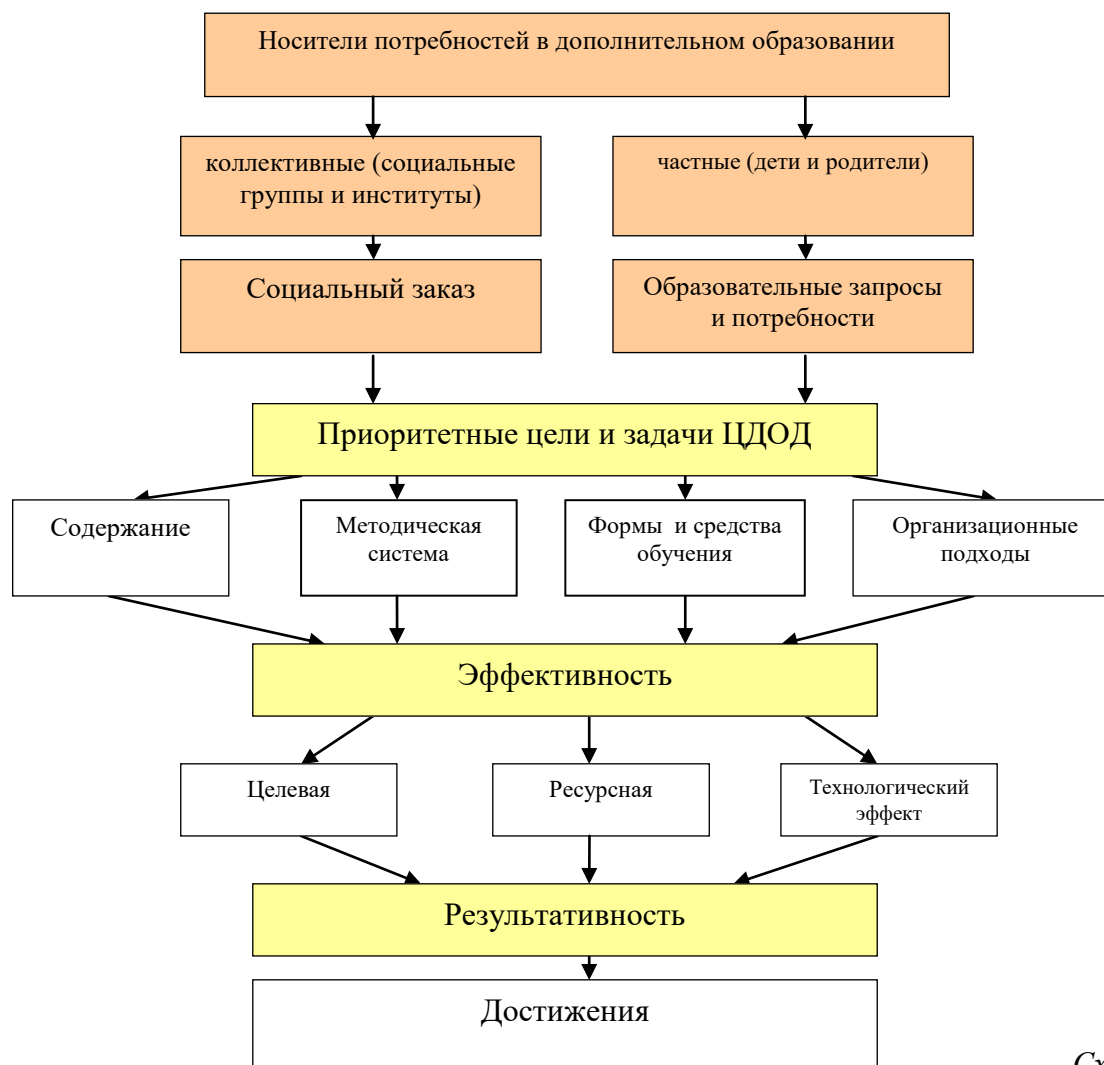 Носители потребностей в дополнительном образовании
коллективные (социальные
группы и институты)
частные (дети и родители)
Социальный заказ
Образовательные запросы
и потребности
Приоритетные цели и задачи ЦДОД
Содержание
Методическая
система
Формы и средства
обучения
Организационные
подходы
Эффективность
Целевая
Ресурсная
Технологический
эффект
Результативность
Достижения